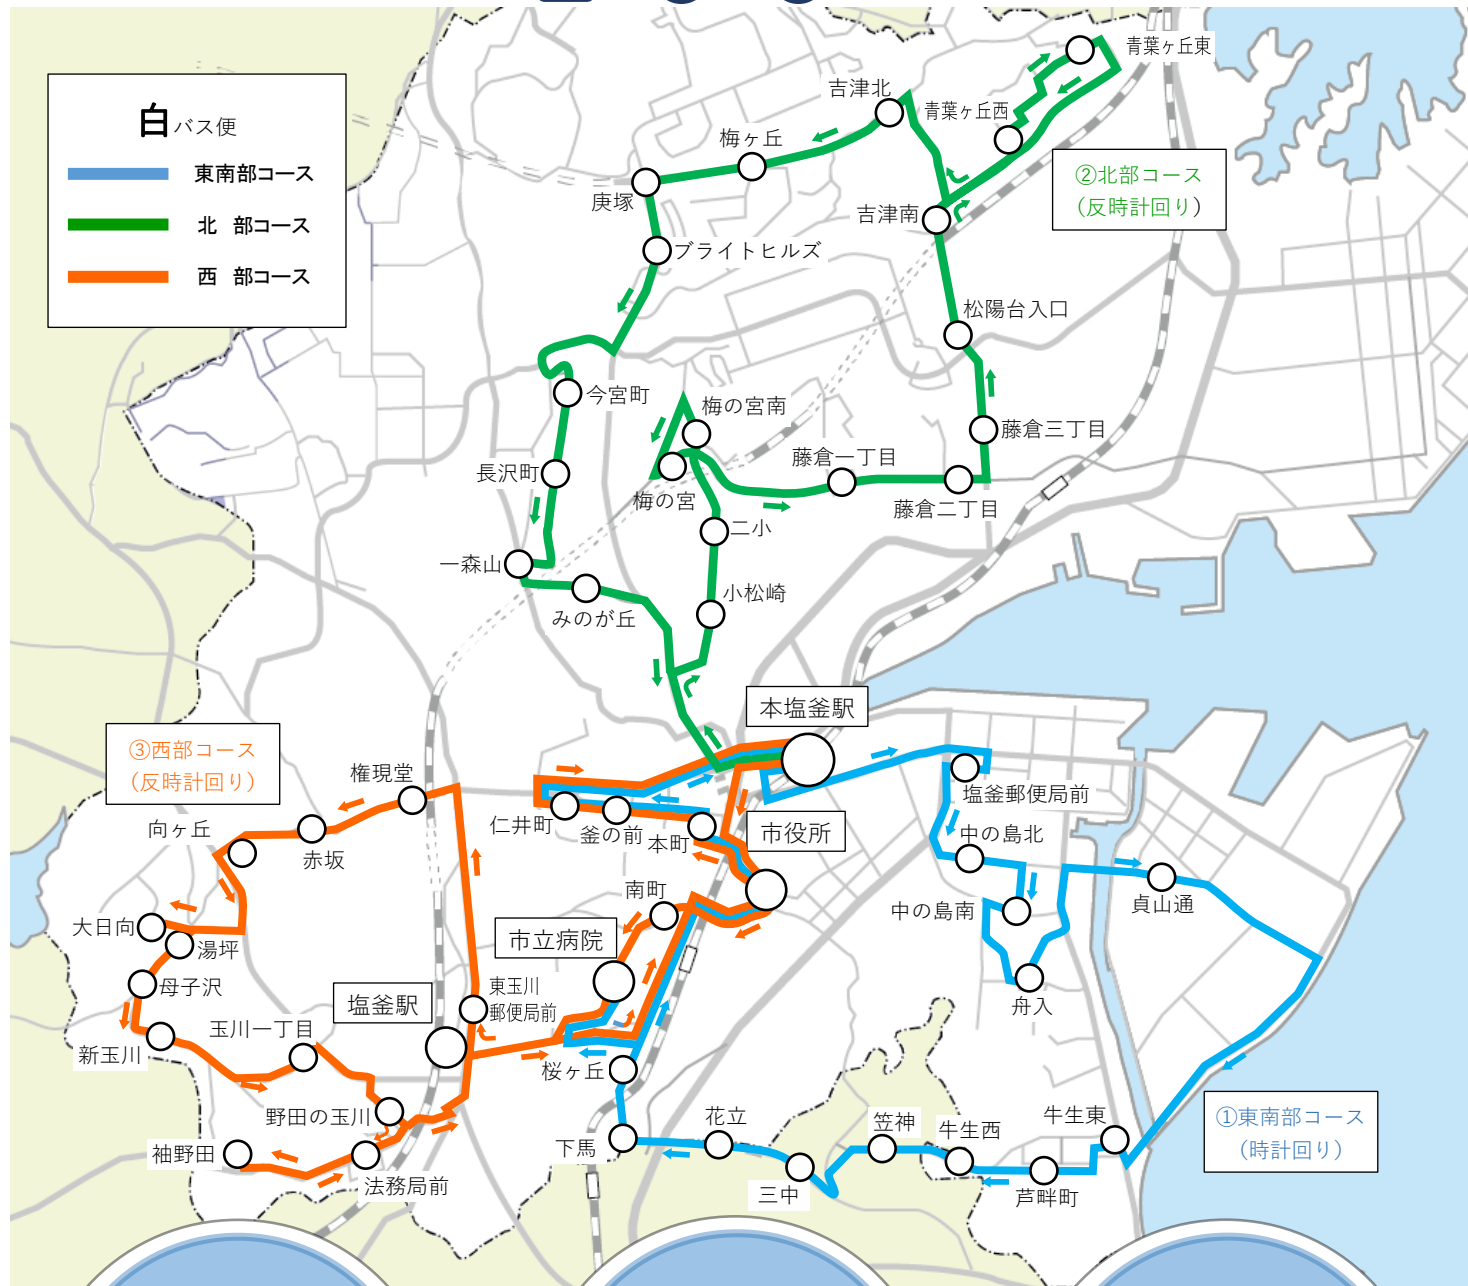 白バス便
東南部コース
北 部コース
西 部コース
青葉ヶ丘東
吉津北
青葉ヶ丘西
梅ヶ丘
②北部コース
(反時計回り)
庚塚
吉津南
ブライトヒルズ
松陽台入口
今宮町
梅の宮南
藤倉三丁目
長沢町
藤倉一丁目
梅の宮
藤倉二丁目
二小
一森山
小松崎
みのが丘
本塩釜駅
③西部コース
(反時計回り)
権現堂
塩釜郵便局前
仁井町
釜の前
本町
市役所
向ヶ丘
赤坂
中の島北
南町
中の島南
貞山通
大日向
湯坪
市立病院
母子沢
塩釜駅
東玉川
郵便局前
舟入
新玉川
玉川一丁目
桜ヶ丘
野田の玉川
①東南部コース
(時計回り)
袖野田
法務局前
下馬
花立
三中
笠神
牛生西
牛生東
芦畔町